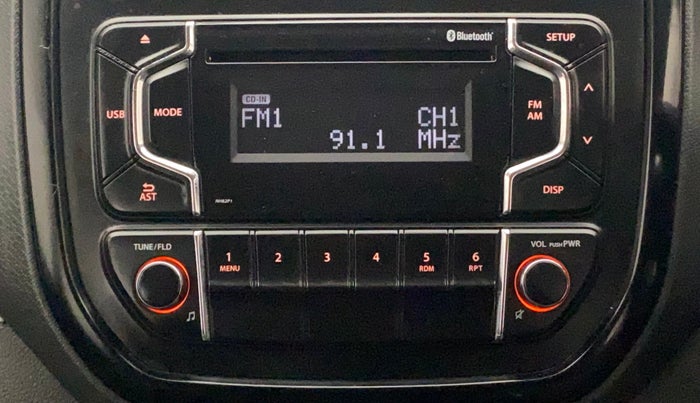 Bluetooth
SETUP
USB
MODE
CD-IN
FM1 CH1
91.1 MHz
FM
AM
AST
DISP
TUNE/FLD
1
MENU
2
3
4
5
RDM
6
RPT
VOL PUSH PWR